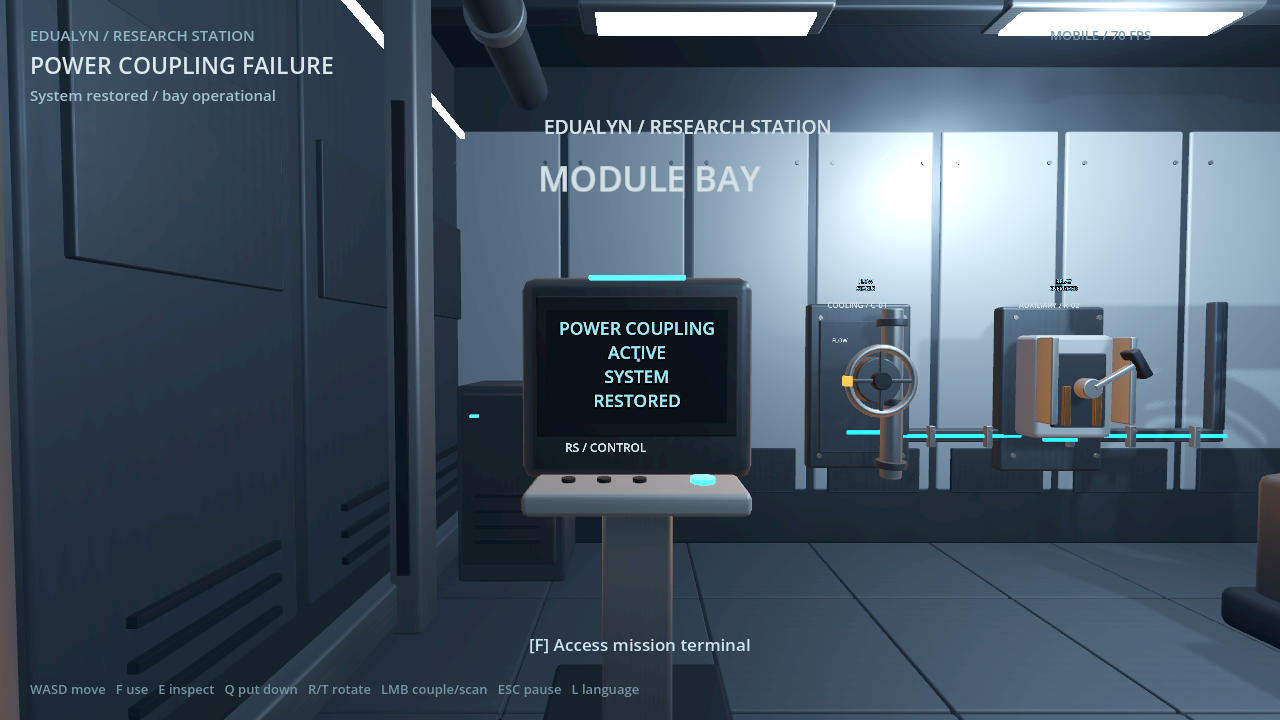 EDUALYN / RESEARCH STATION
POWER COUPLING FAILURE
System restored / bay operational
MOBILE / 70 FPS
EDUALYN / RESEARCH STATION
MODULE BAY
POWER COUPLING
ACTIVE
SYSTEM
RESTORED
RS / CONTROL
FLOW
[F] Access mission terminal
WASD move F use E inspect Q put down R/T rotate LMB couple/scan ESC pause L language